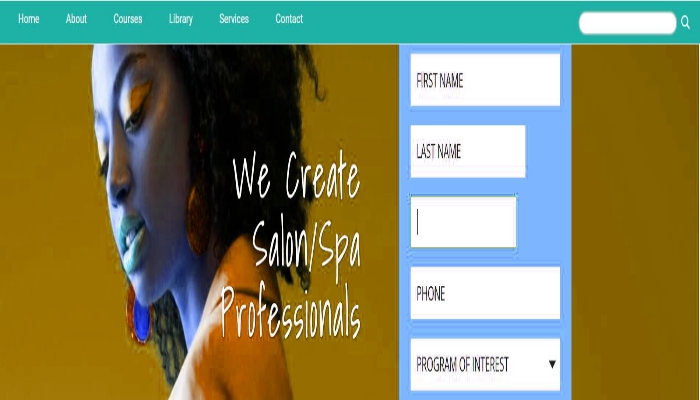 Home About Courses Library Services Contact
We Create
Salon/Spa
Professionals
FIRST NAME
LAST NAME
PHONE
PROGRAM OF INTEREST